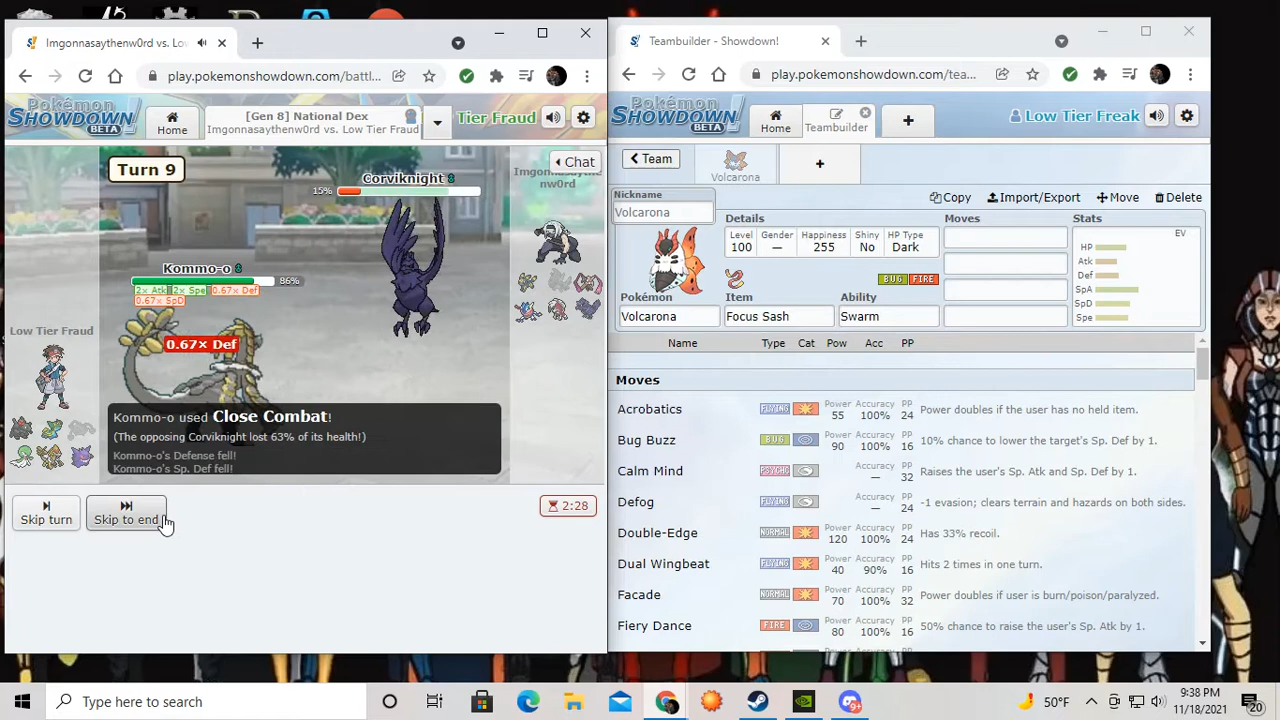 Imgonnasaythenw0rd vs. Low
play.pokemonshowdown.com/battl...
Pokémon
SHOWDOWN
BETA
Home
[Gen 8] National Dex
Imgonnasaythenw0rd vs. Low Tier Fraud
Tier Fraud
Turn 9
Chat
Imgonnasaythe
nw0rd
Corviknight
15%
Kommo-o
86%
2× Atk 2× Spe 0.67× Def
0.67× SpD
Low Tier Fraud
0.67× Def
Kommo-o used Close Combat!
(The opposing Corviknight lost 63% of its health!)
Kommo-o's Defense fell!
Kommo-o's Sp. Def fell!
Skip turn
Skip to end
2:28
Teambuilder - Showdown!
play.pokemonshowdown.com/tea...
Pokémon
SHOWDOWN
BETA
Home
Teambuilder
Low Tier Freak
Team
Volcarona
Copy Import/Export Move Delete
Nickname
Volcarona
Details
Level Gender Happiness Shiny HP Type
100 — 255 No Dark
BUG FIRE
Pokémon Item Ability
Volcarona Focus Sash Swarm
Moves
Stats
EV
HP
Atk
Def
SpA
SpD
Spe
Name Type Cat Pow Acc PP
Moves
Acrobatics FLYING Power 55 Accuracy 100% PP 24 Power doubles if the user has no held item.
Bug Buzz BUG Power 90 Accuracy 100% PP 16 10% chance to lower the target's Sp. Def by 1.
Calm Mind PSYCHC Accuracy — PP 32 Raises the user's Sp. Atk and Sp. Def by 1.
Defog FLYING Accuracy — PP 24 -1 evasion; clears terrain and hazards on both sides.
Double-Edge NORMAL Power 120 Accuracy 100% PP 24 Has 33% recoil.
Dual Wingbeat FLYING Power 40 Accuracy 90% PP 16 Hits 2 times in one turn.
Facade NORMAL Power 70 Accuracy 100% PP 32 Power doubles if user is burn/poison/paralyzed.
Fiery Dance FIRE Power 80 Accuracy 100% PP 16 50% chance to raise the user's Sp. Atk by 1.
Type here to search
9+
50°F
9:38 PM
11/18/2021
20